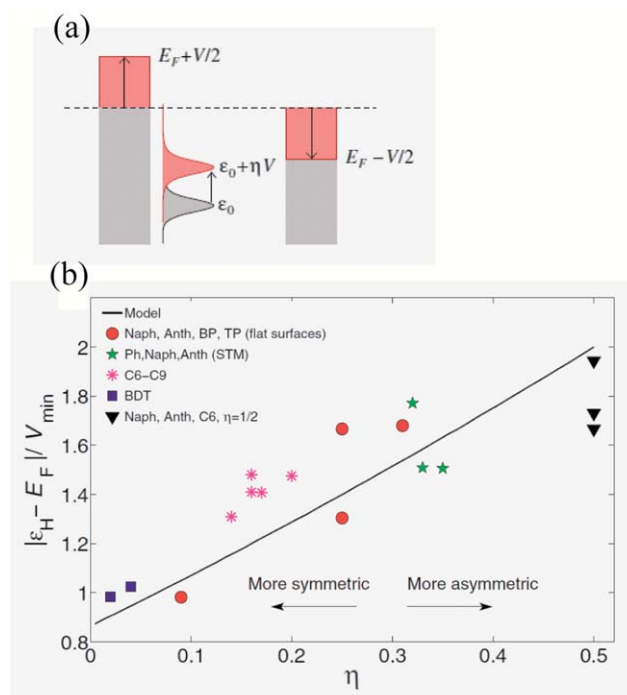 (a)
E_F+V/2
ε₀+ηV
E_F−V/2
ε₀
(b)
Model
Naph, Anth, BP, TP (flat surfaces)
Ph,Naph,Anth (STM)
C6−C9
BDT
Naph, Anth, C6, η=1/2
2
1.8
1.6
1.4
1.2
1
0.8
|ε_H− E_F|/ V_min
More symmetric
More asymmetric
0
0.1
0.2
0.3
0.4
0.5
η